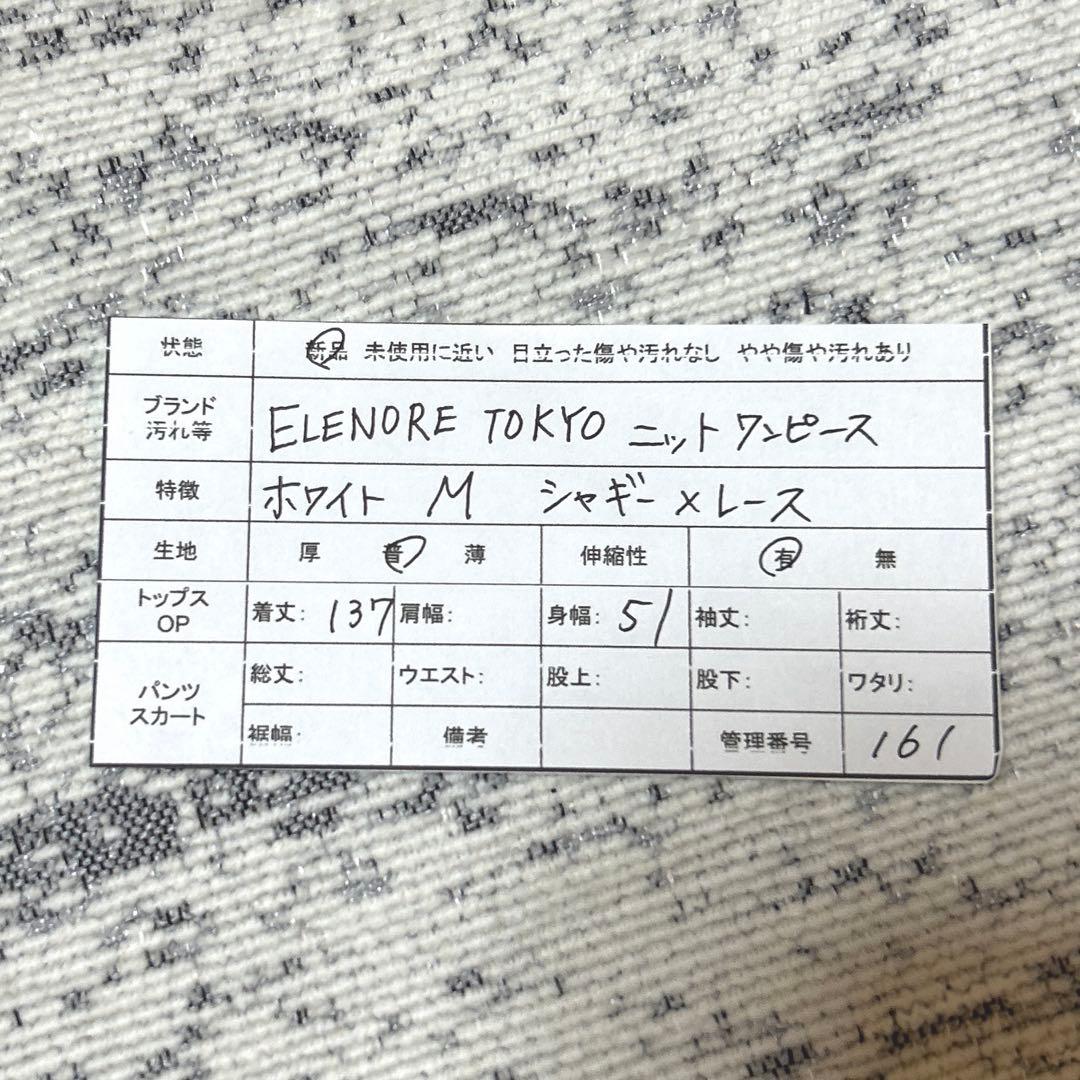 状態 新品 未使用に近い 目立った傷や汚れなし やや傷や汚れあり
ブランド
汚れ等 ELENORE TOKYO ニットワンピース
特徴 ホワイト M シャギー×レース
生地 厚 普 薄 伸縮性 有 無
トップス
OP 着丈: 137 肩幅: 身幅: 51 袖丈: 裄丈:
パンツ
スカート 総丈: ウエスト: 股上: 股下: ワタリ:
裾幅: 備考 管理番号 161